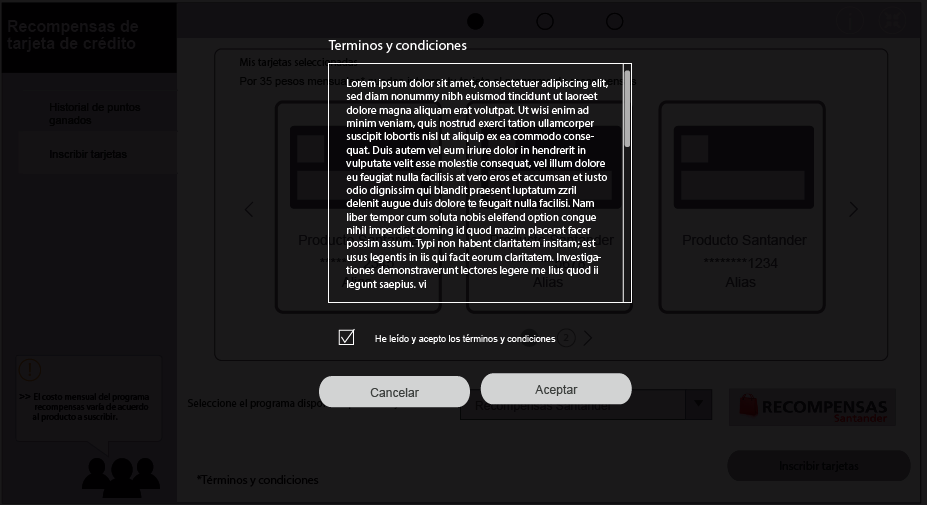 Recompensas de
tarjeta de crédito
Historias de puntos
ganados
Inscribir tarjetas
>> El costo mensual del programa
recompensas varía de acuerdo
al producto a suscribir.
Mis tarjetas seleccionadas
Por 35 pesos
Terminos y condiciones
Lorem ipsum dolor sit amet, consectetuer adipiscing elit,
sed diam nonummy nibh euismod tincidunt ut laoreet
dolore magna aliquam erat volutpat. Ut wisi enim ad
minim veniam, quis nostrud exerci tation ullamcorper
suscipit lobortis nisl ut aliquip ex ea commodo conse-
quat. Duis autem vel eum iriure dolor in hendrerit in
vulputate velit esse molestie consequat, vel illum dolore
eu feugiat nulla facilisis at vero eros et accumsan et iusto
odio dignissim qui blandit praesent luptatum zzril
delenit augue duis dolore te feugait nulla facilisi. Nam
liber tempor cum soluta nobis eleifend option congue
nihil imperdiet doming id quod mazim placerat facer
possim assum. Typi non habent claritatem insitam; est
usus legentis in iis qui facit eorum claritatem. Investiga-
tiones demonstraverunt lectores legere me lius quod ii
legunt saepius. vi
Producto Santander
********1234
Alias
Alias
2
He leído y acepto los términos y condiciones
Cancelar
Aceptar
Seleccione el programa
Recompensas Santander
RECOMPENSAS
Santander
Inscribir tarjetas
*Términos y condiciones